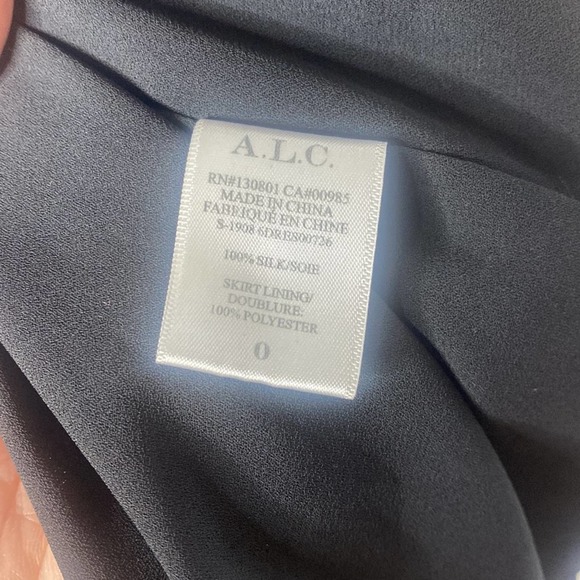 A.L.C.
RN#130801 CA#00985
MADE IN CHINA
FABRIQUÉ EN CHINE
S-1908 6DRES00726
100% SILK/SOIE
SKIRT LINING/
DOUBLURE:
100% POLYESTER
0